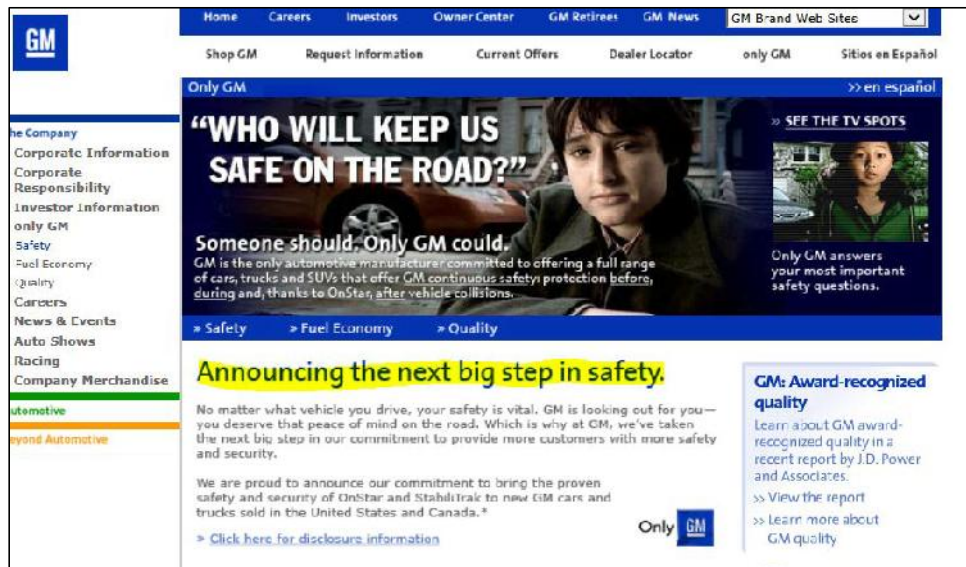 GM
Home Careers Investors Owner Center GM Retirees GM News GM Brand Web Sites
Shop GM Request Information Current Offers Dealer Locator only GM Sitios en Español
Only GM >> en español
“WHO WILL KEEP US
SAFE ON THE ROAD?”
» SEE THE TV SPOTS
Someone should. Only GM could.
GM is the only automotive manufacturer committed to offering a full range
of cars, trucks and SUVs that offer GM continuous safety: protection before,
during and, thanks to OnStar, after vehicle collisions.
Only GM answers
your most important
safety questions.
» Safety » Fuel Economy » Quality
he Company
Corporate Information
Corporate
Responsibility
Investor Information
only GM
Safety
Fuel Economy
Quality
Careers
News & Events
Auto Shows
Racing
Company Merchandise
utomotive
eyond Automotive
Announcing the next big step in safety.
No matter what vehicle you drive, your safety is vital. GM is looking out for you—
you deserve that peace of mind on the road. Which is why at GM, we've taken
the next big step in our commitment to provide more customers with more safety
and security.
We are proud to announce our commitment to bring the proven
safety and security of OnStar and StabiliTrak to new GM cars and
trucks sold in the United States and Canada.*
» Click here for disclosure information
Only GM
GM: Award-recognized
quality
Learn about GM award-
recognized quality in a
recent report by J.D. Power
and Associates.
>> View the report
>> Learn more about
GM quality